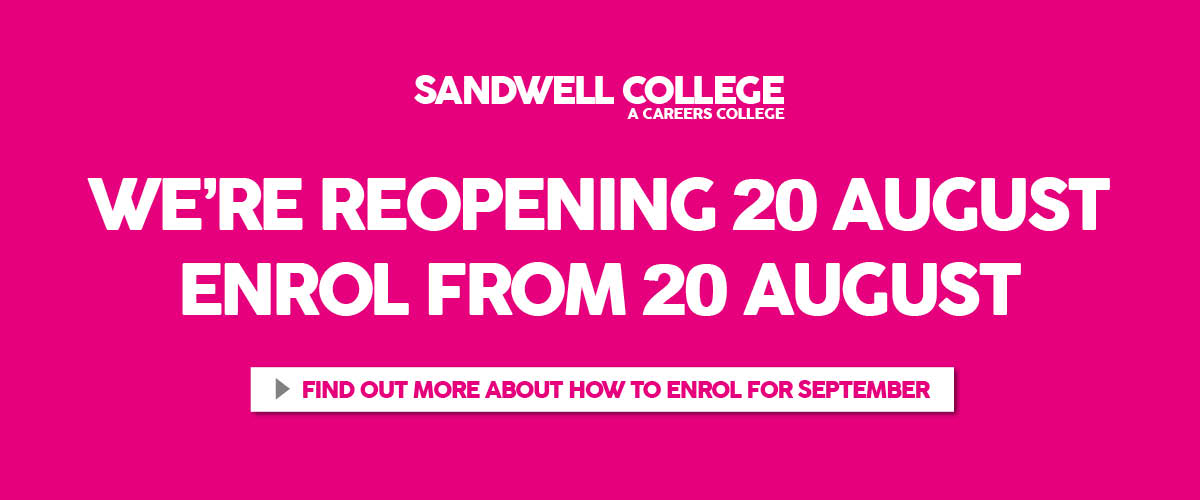 SANDWELL COLLEGE
A CAREERS COLLEGE
WE'RE REOPENING 20 AUGUST
ENROL FROM 20 AUGUST
FIND OUT MORE ABOUT HOW TO ENROL FOR SEPTEMBER